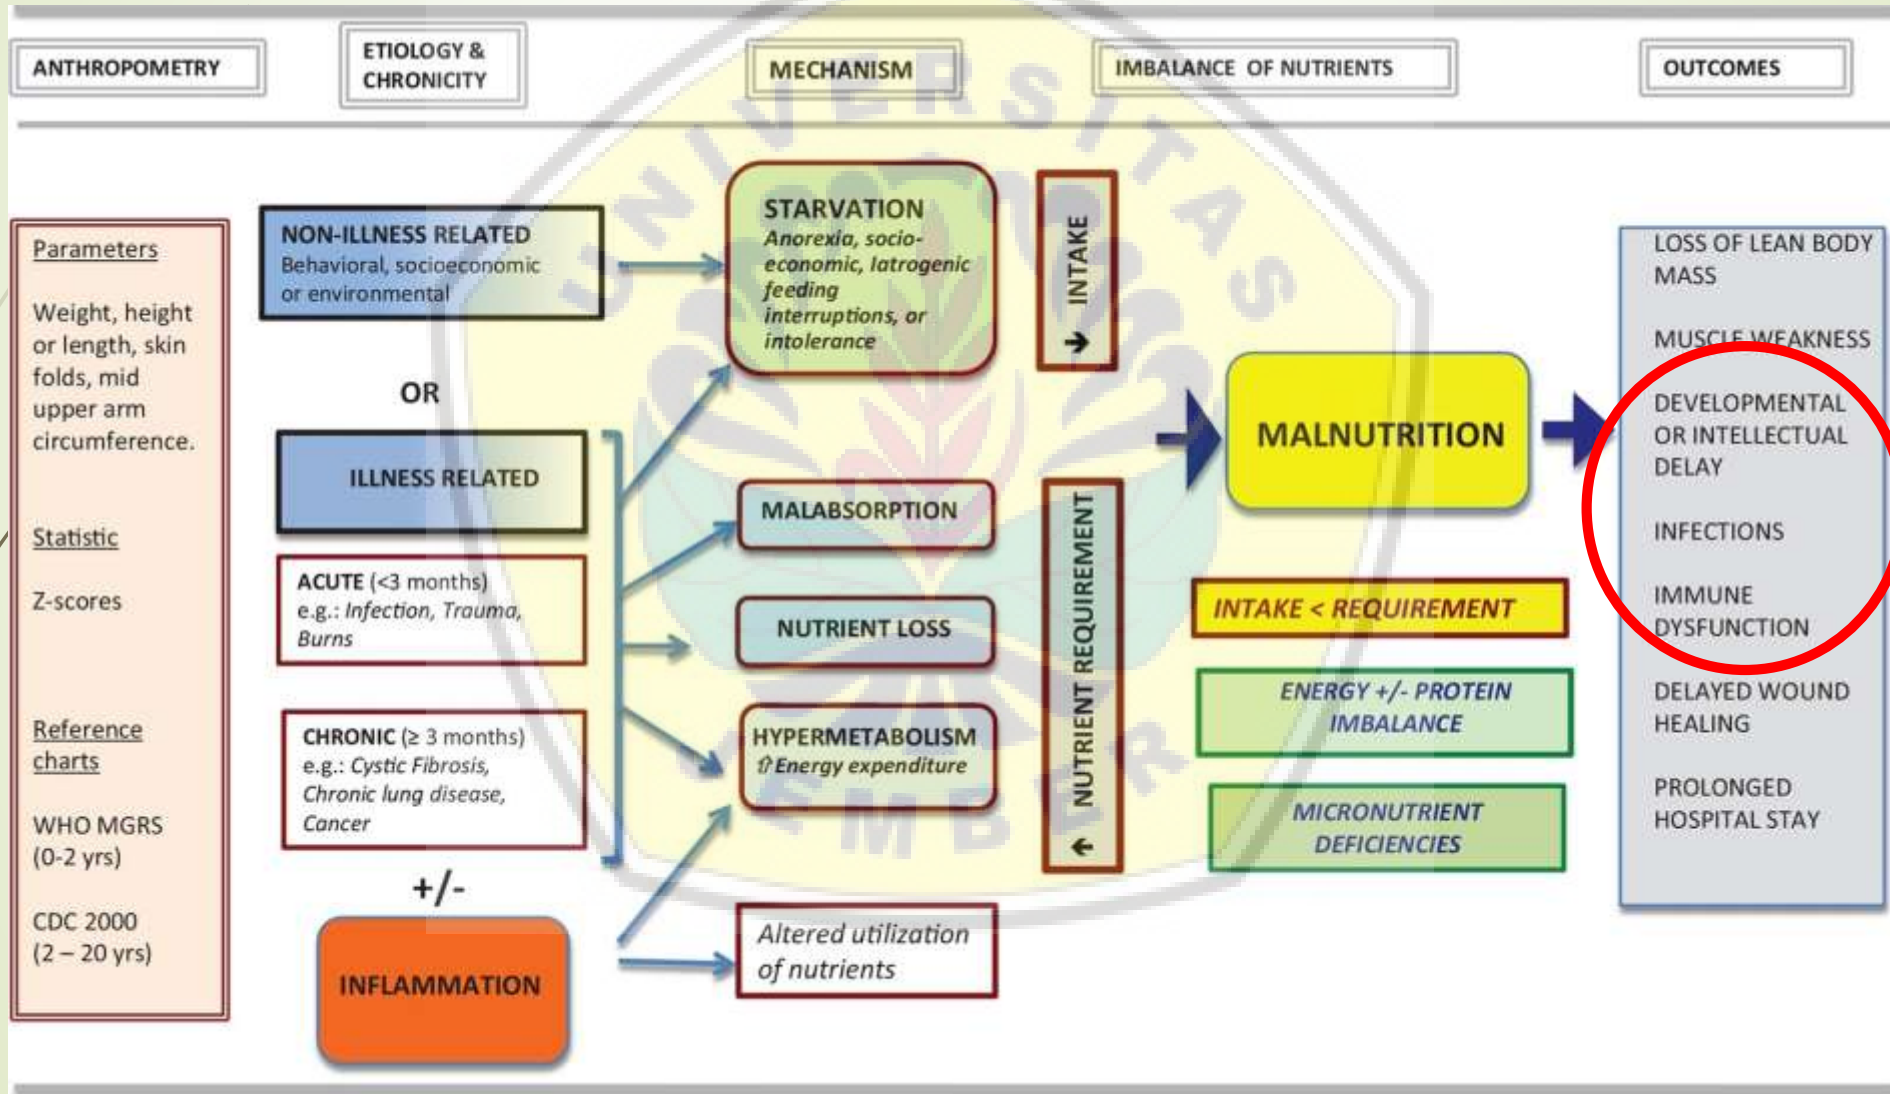 ANTHROPOMETRY
ETIOLOGY &
CHRONICITY
MECHANISM
IMBALANCE OF NUTRIENTS
OUTCOMES
Parameters
Weight, height
or length, skin
folds, mid
upper arm
circumference.
Statistic
Z-scores
Reference
charts
WHO MGRS
(0-2 yrs)
CDC 2000
(2 – 20 yrs)
NON-ILLNESS RELATED
Behavioral, socioeconomic
or environmental
OR
ILLNESS RELATED
ACUTE (<3 months)
e.g.: Infection, Trauma,
Burns
CHRONIC (≥ 3 months)
e.g.: Cystic Fibrosis,
Chronic lung disease,
Cancer
+/-
INFLAMMATION
STARVATION
Anorexia, socio-
economic, Iatrogenic
feeding
interruptions, or
intolerance
MALABSORPTION
NUTRIENT LOSS
HYPERMETABOLISM
⇧Energy expenditure
Altered utilization
of nutrients
↓ INTAKE
↑ NUTRIENT REQUIREMENT
MALNUTRITION
INTAKE < REQUIREMENT
ENERGY +/- PROTEIN
IMBALANCE
MICRONUTRIENT
DEFICIENCIES
LOSS OF LEAN BODY
MASS
MUSCLE WEAKNESS
DEVELOPMENTAL
OR INTELLECTUAL
DELAY
INFECTIONS
IMMUNE
DYSFUNCTION
DELAYED WOUND
HEALING
PROLONGED
HOSPITAL STAY
UNIVERSITAS
EMBER